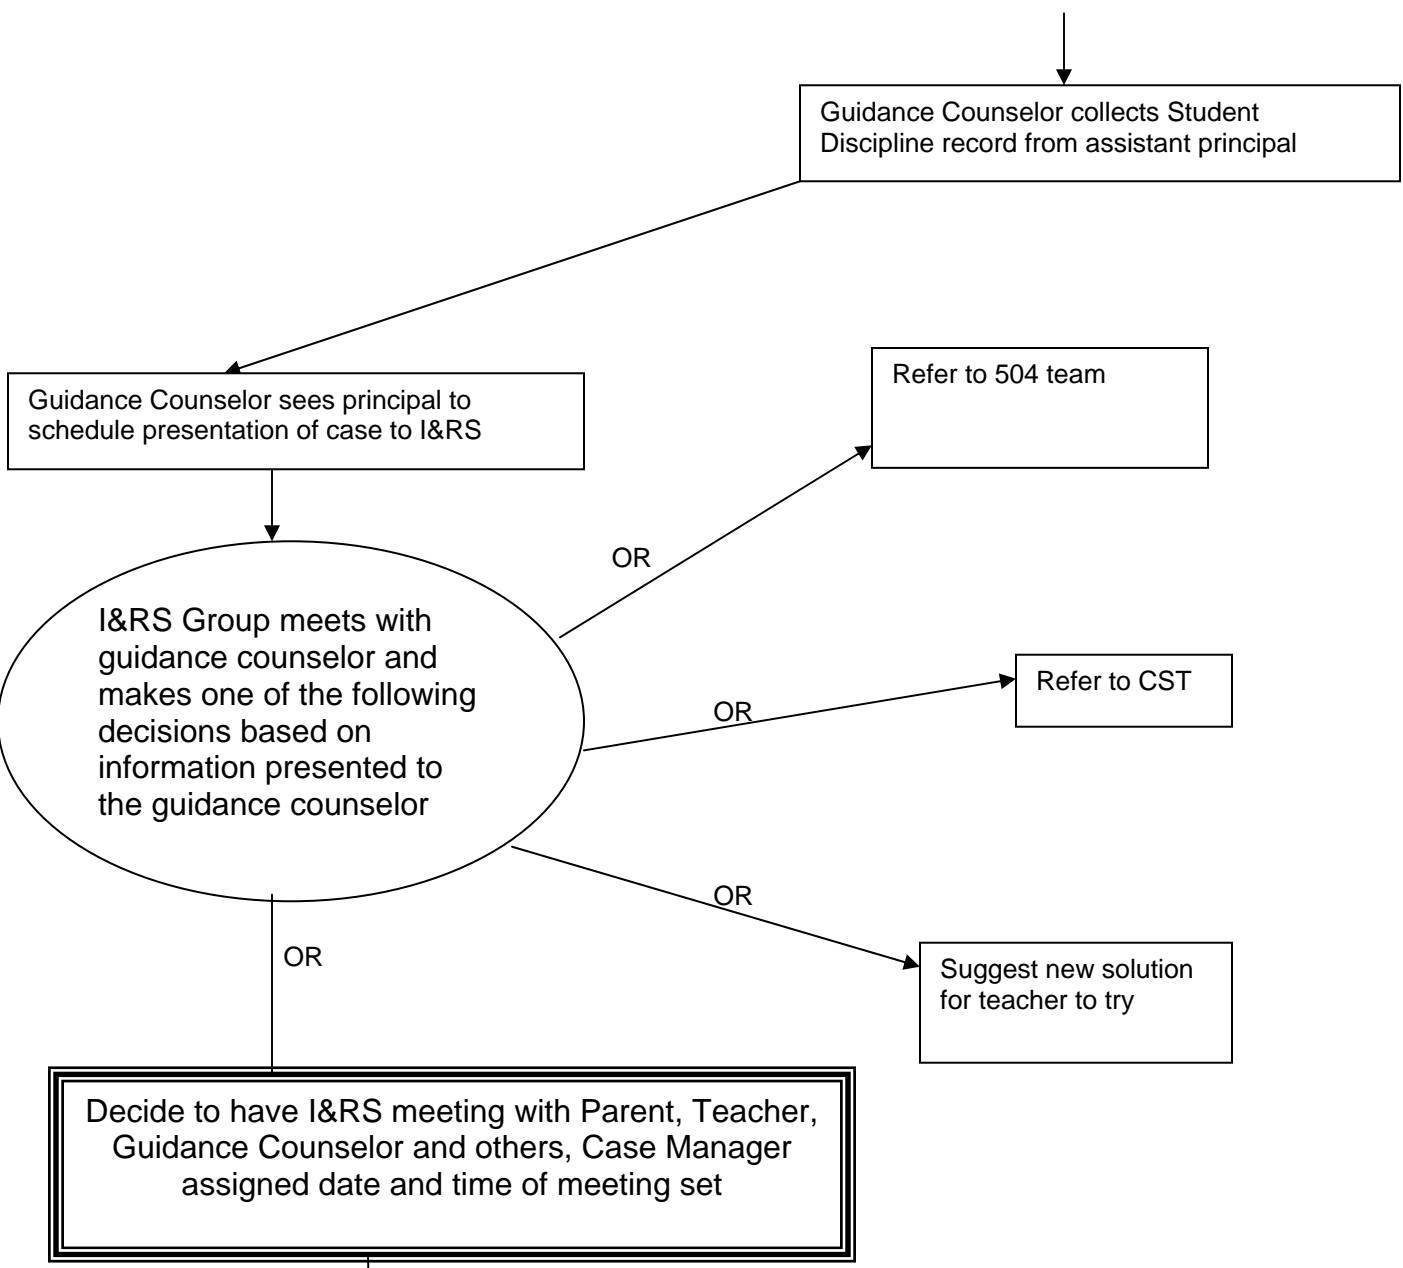 Guidance Counselor collects Student
Discipline record from assistant principal
Guidance Counselor sees principal to
schedule presentation of case to I&RS
Refer to 504 team
OR
I&RS Group meets with
guidance counselor and
makes one of the following
decisions based on
information presented to
the guidance counselor
Refer to CST
OR
OR
OR
Suggest new solution
for teacher to try
Decide to have I&RS meeting with Parent, Teacher,
Guidance Counselor and others, Case Manager
assigned date and time of meeting set